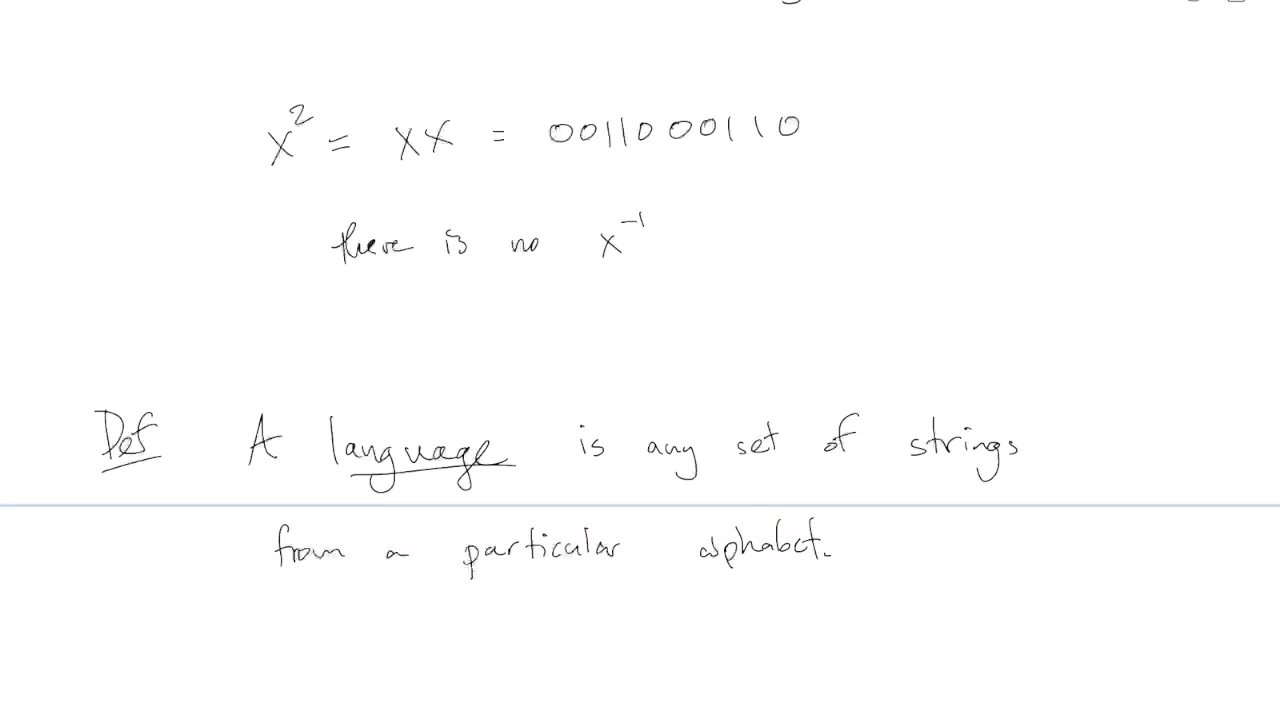 x² = xx = 0011000110
there is no x⁻¹
Def A language is any set of strings
from a particular alphabet.